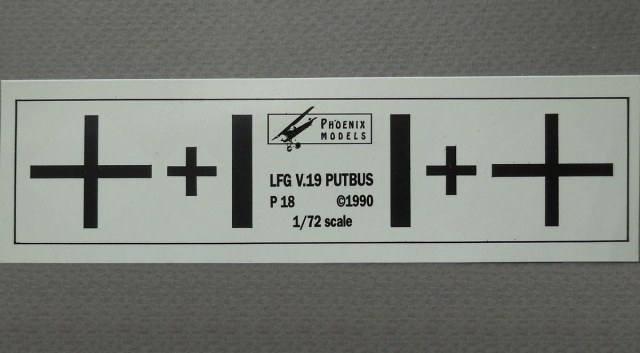 PHOENIX
MODELS
LFG V.19 PUTBUS
P 18 ©1990
1/72 scale